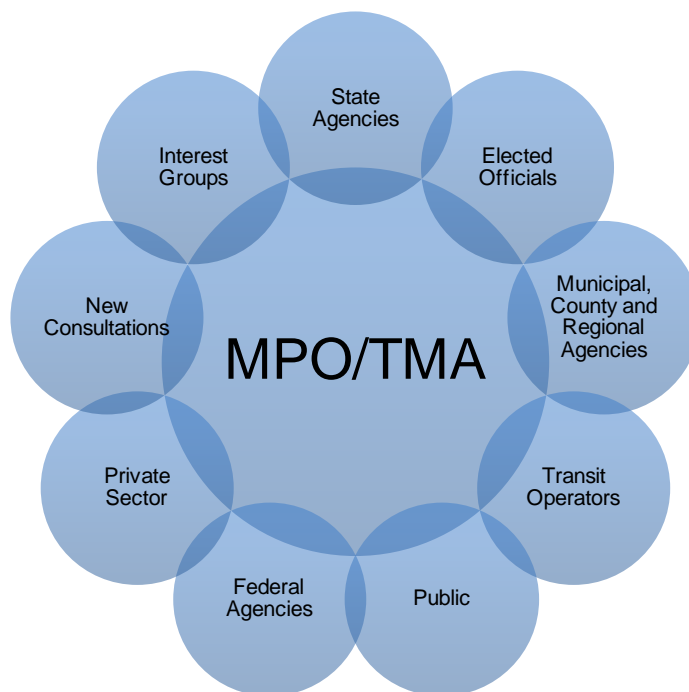 State
Agencies
Elected
Officials
Municipal,
County and
Regional
Agencies
Transit
Operators
Public
Federal
Agencies
Private
Sector
New
Consultations
Interest
Groups
MPO/TMA